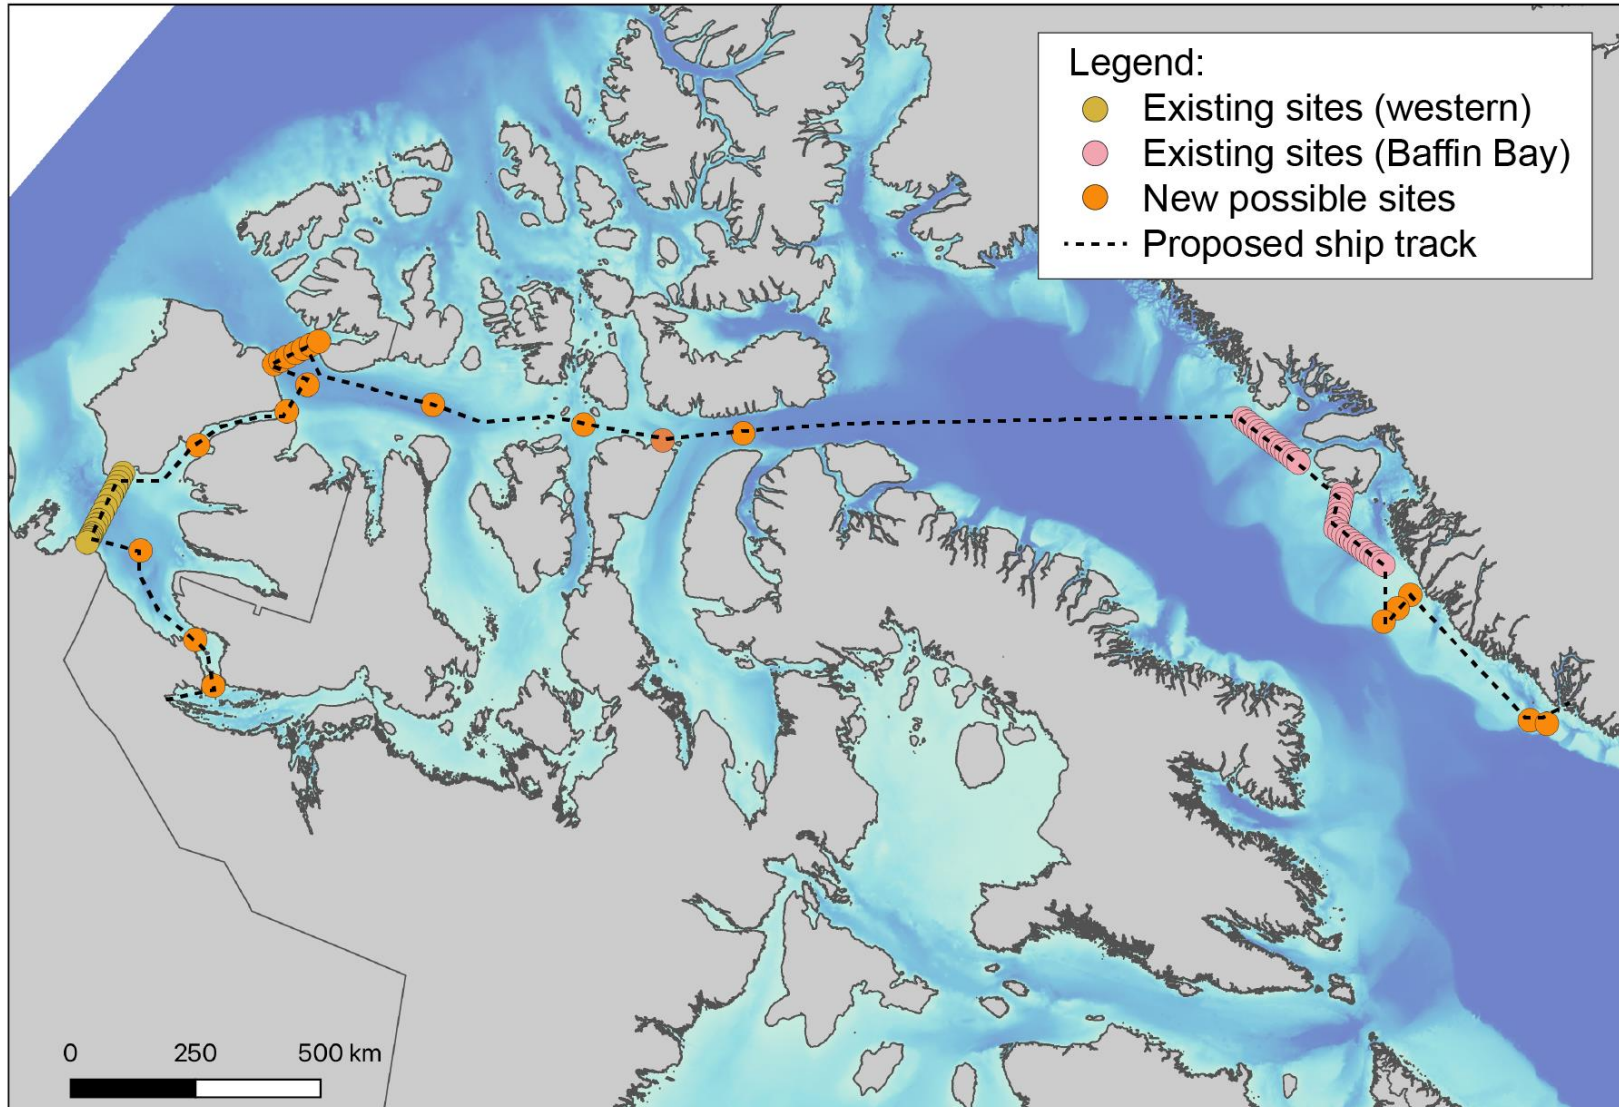 Legend:
Existing sites (western)
Existing sites (Baffin Bay)
New possible sites
Proposed ship track
0 250 500 km